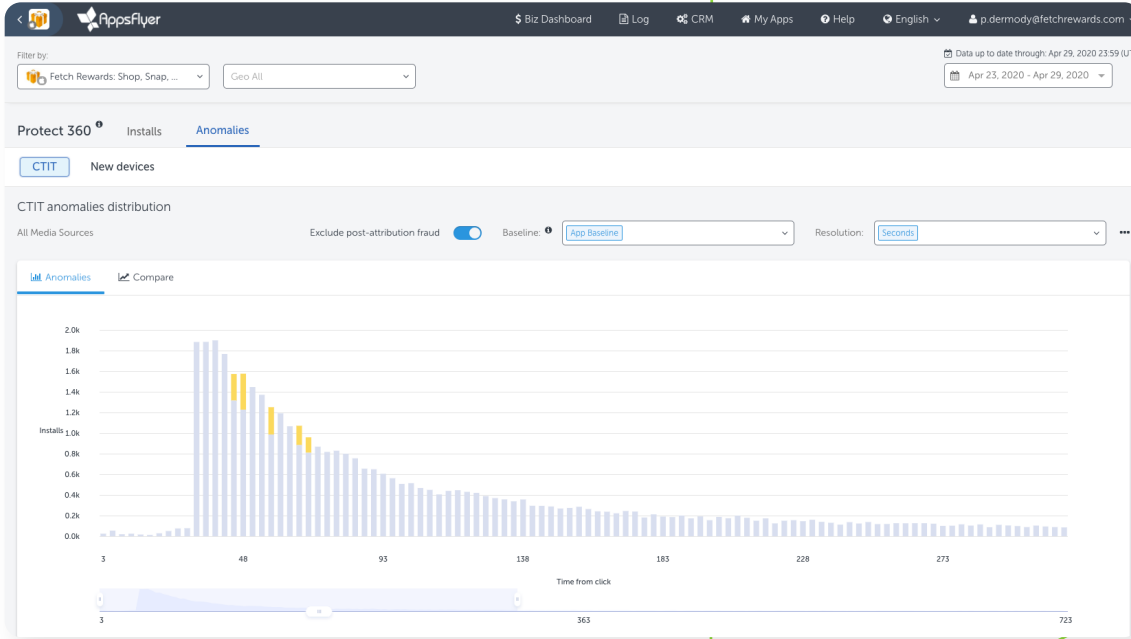 AppsFlyer
$ Biz Dashboard Log CRM My Apps Help English p.dermody@fetchrewards.com
Filter by:
Data up to date through: Apr 29, 2020 23:59 (UT
Fetch Rewards: Shop, Snap, ... Geo All Apr 23, 2020 - Apr 29, 2020
Protect 360 Installs Anomalies
CTIT New devices
CTIT anomalies distribution
All Media Sources Exclude post-attribution fraud Baseline: App Baseline Resolution: Seconds
Anomalies Compare
2.0k
1.8k
1.6k
1.4k
1.2k
Installs 1.0k
0.8k
0.6k
0.4k
0.2k
0.0k
3 48 93 138 183 228 273
Time from click
3 363 723